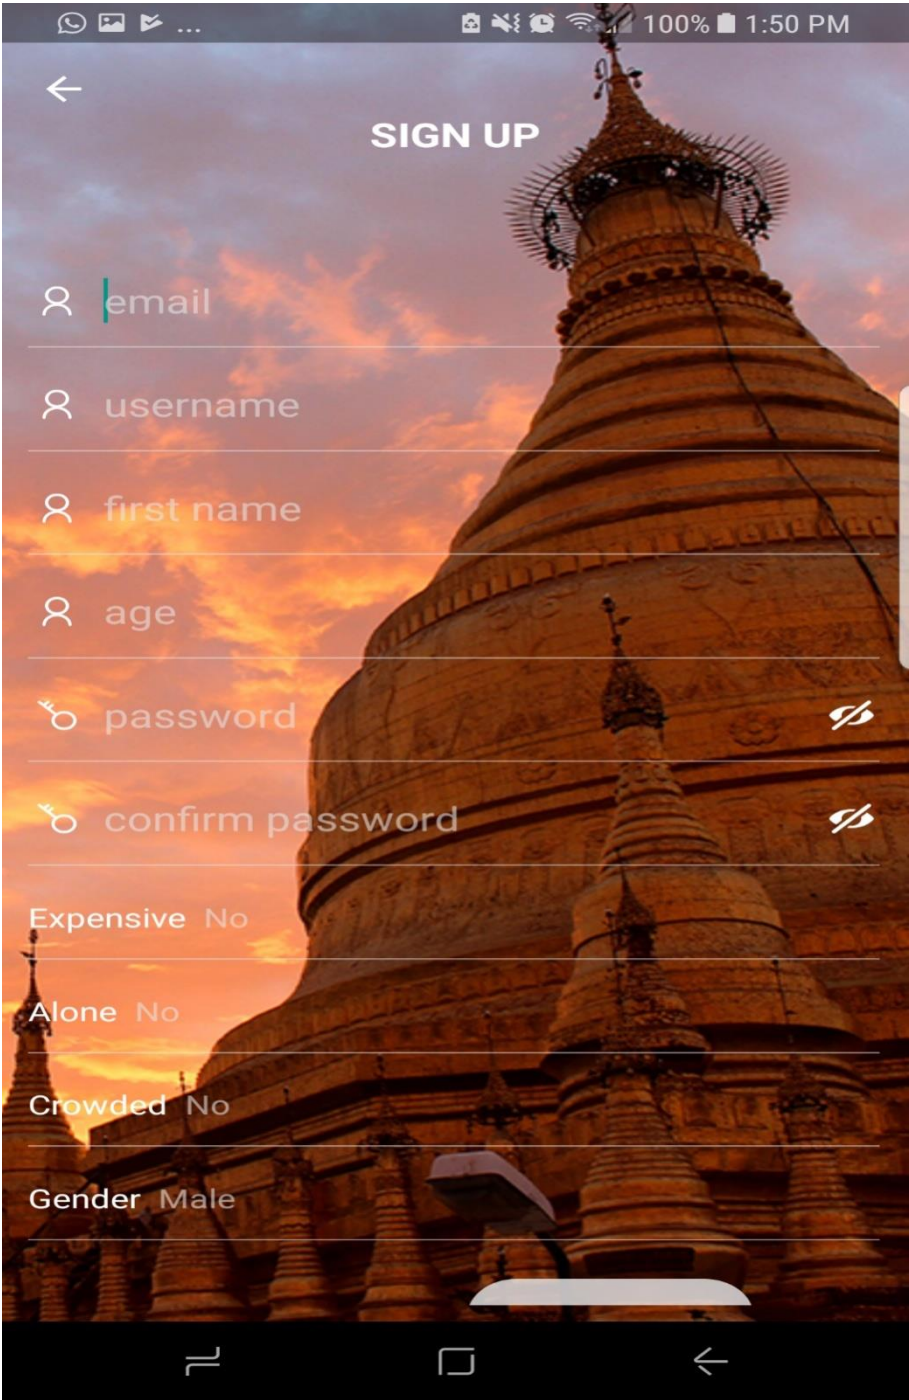 ... 100% 1:50 PM
SIGN UP
email
username
first name
age
password
confirm password
Expensive No
Alone No
Crowded No
Gender Male